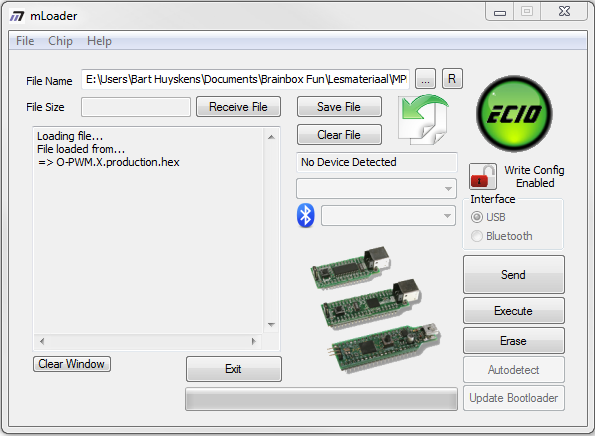 mLoader
File Chip Help
File Name E:\Users\Bart Huyskens\Documents\Brainbox Fun\Lesmateriaal\MP ... R
File Size Receive File Save File
Clear File
ECIO
Loading file...
File loaded from...
=> O-PWM.X.production.hex
No Device Detected
Write Config
Enabled
Interface
USB
Bluetooth
Send
Execute
Erase
Autodetect
Update Bootloader
Clear Window
Exit